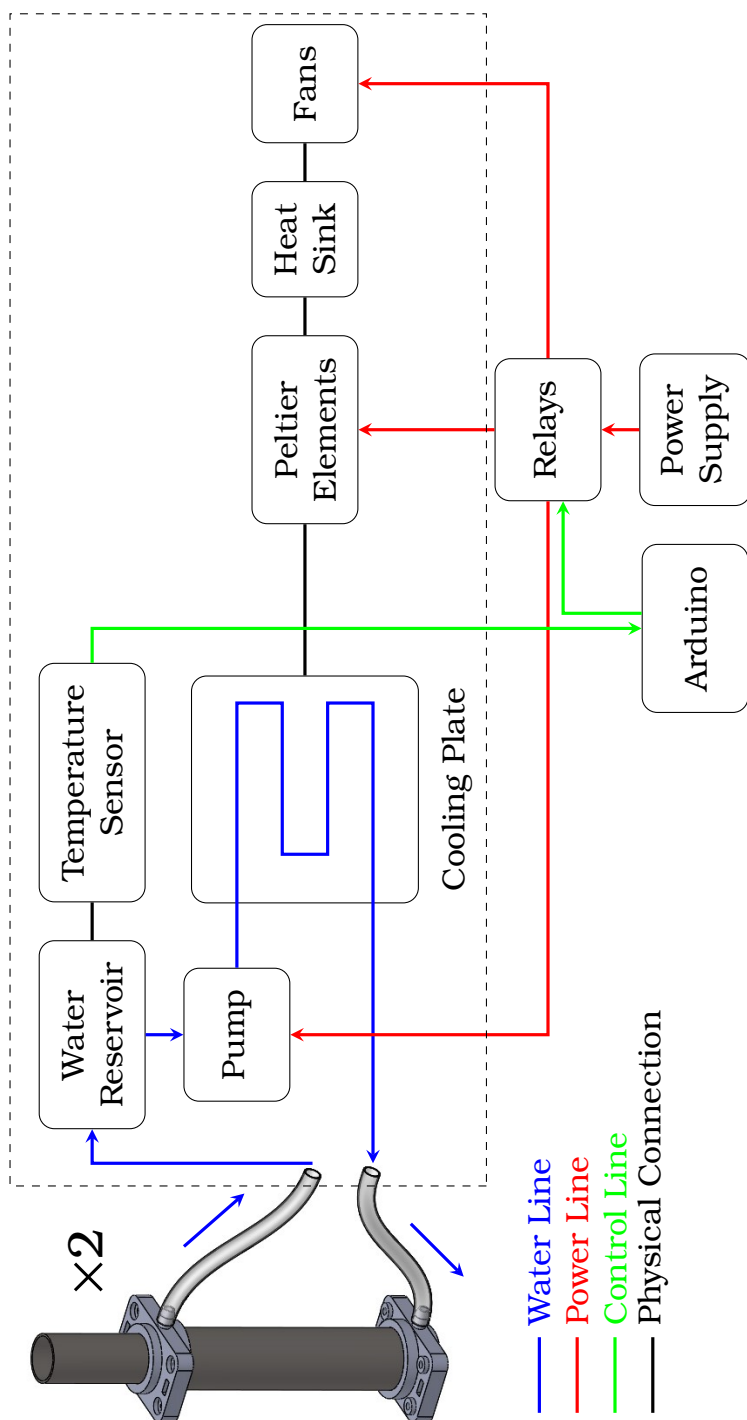 ×2
Water
Reservoir
Temperature
Sensor
Pump
Cooling Plate
Peltier
Elements
Heat
Sink
Fans
Relays
Arduino
Power
Supply
Water Line
Power Line
Control Line
Physical Connection